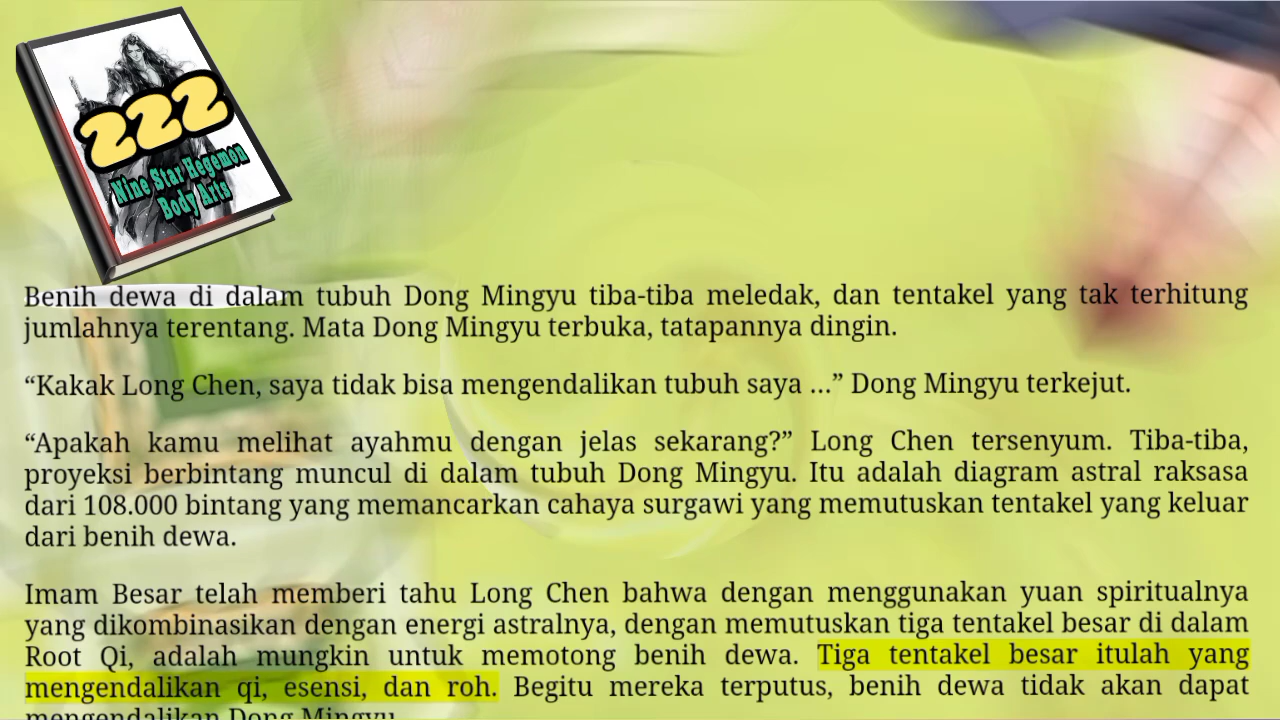 222
Nine Star Hegemon
Body Arts
Benih dewa di dalam tubuh Dong Mingyu tiba-tiba meledak, dan tentakel yang tak terhitung
jumlahnya terentang. Mata Dong Mingyu terbuka, tatapannya dingin.
“Kakak Long Chen, saya tidak bisa mengendalikan tubuh saya …” Dong Mingyu terkejut.
“Apakah kamu melihat ayahmu dengan jelas sekarang?” Long Chen tersenyum. Tiba-tiba,
proyeksi berbintang muncul di dalam tubuh Dong Mingyu. Itu adalah diagram astral raksasa
dari 108.000 bintang yang memancarkan cahaya surgawi yang memutuskan tentakel yang keluar
dari benih dewa.
Imam Besar telah memberi tahu Long Chen bahwa dengan menggunakan yuan spiritualnya
yang dikombinasikan dengan energi astralnya, dengan memutuskan tiga tentakel besar di dalam
Root Qi, adalah mungkin untuk memotong benih dewa. Tiga tentakel besar itulah yang
mengendalikan qi, esensi, dan roh. Begitu mereka terputus, benih dewa tidak akan dapat
mengendalikan Dong Mingyu.